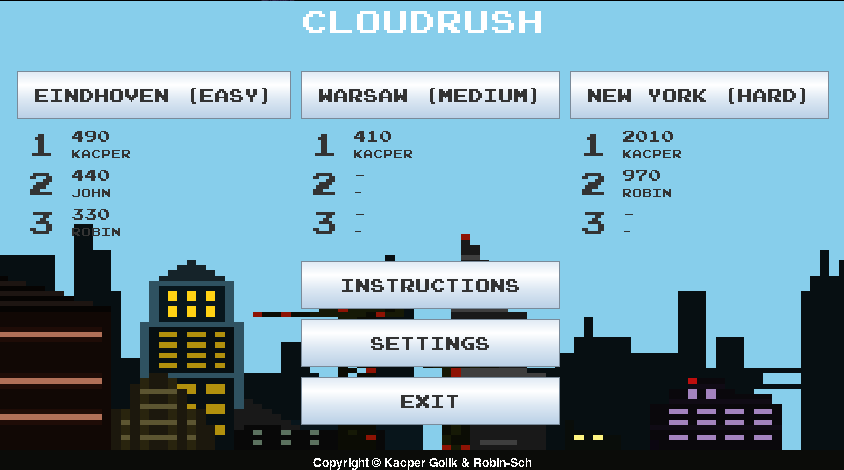 CLOUDRUSH
EINDHOVEN (EASY)
WARSAW (MEDIUM)
NEW YORK (HARD)
1 490
KACPER
2 440
JOHN
3 330
ROBIN
1 410
KACPER
2 -
-
3 -
-
1 2010
KACPER
2 970
ROBIN
3 -
-
INSTRUCTIONS
SETTINGS
EXIT
Copyright © Kacper Golik & Robin-Sch